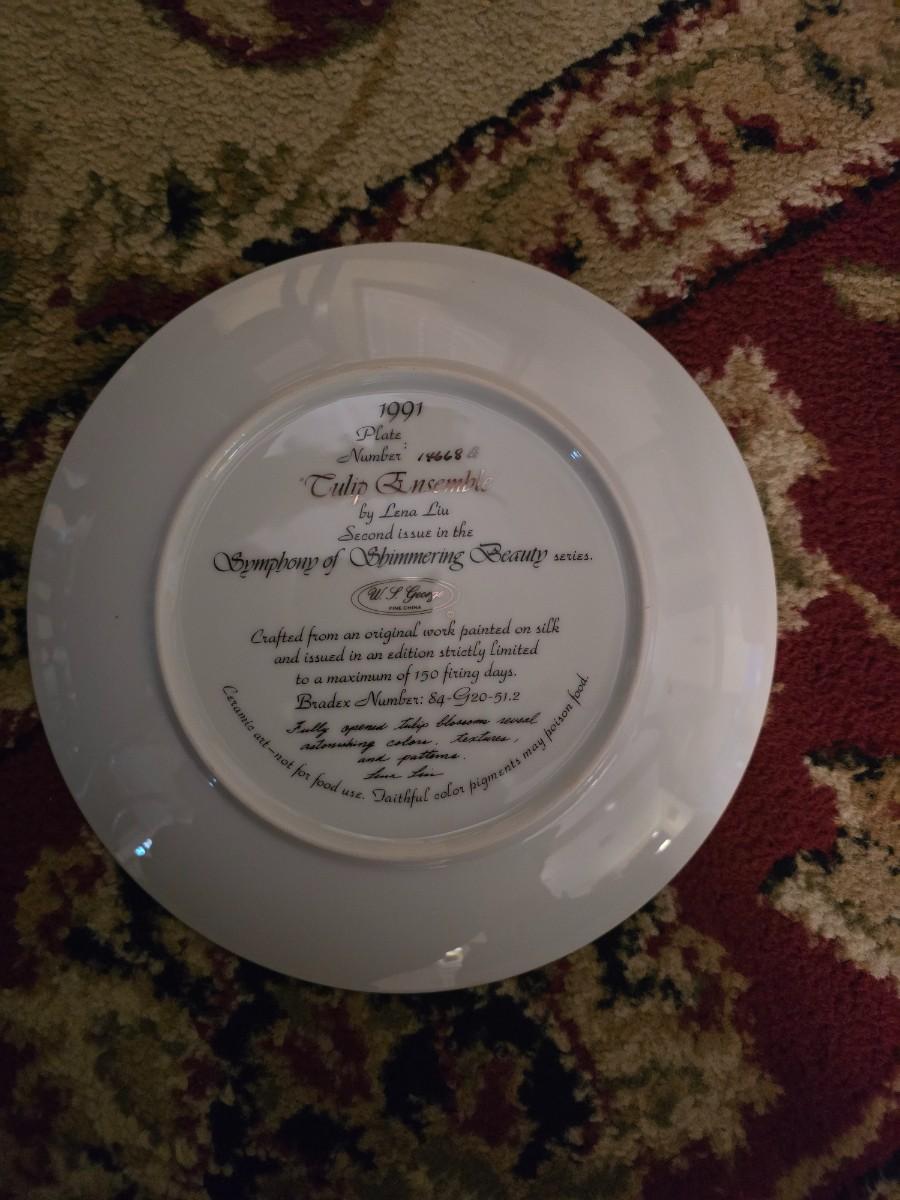 1991
Plate
Number: 14668 B
"Tulip Ensemble"
by Lena Liu
Second issue in the
Symphony of Shimmering Beauty series.
W. S. George
FINE CHINA
Crafted from an original work painted on silk
and issued in an edition strictly limited
to a maximum of 150 firing days.
Bradex Number: 84-G20-51.2
Fully opened tulip blossoms reveal
astonishing colors, textures,
and patterns.
Lena Liu
Ceramic art—not for food use. Faithful color pigments may poison food.